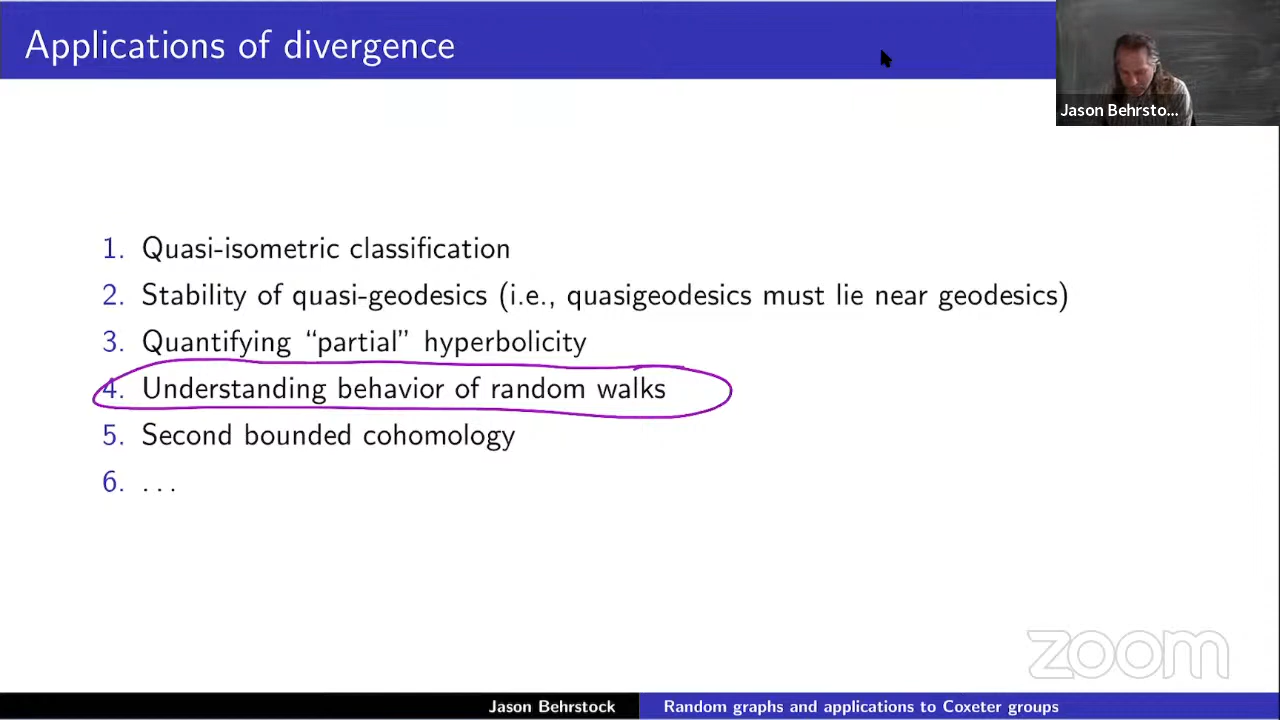 Applications of divergence
Jason Behrsto...
1. Quasi-isometric classification
2. Stability of quasi-geodesics (i.e., quasigeodesics must lie near geodesics)
3. Quantifying “partial” hyperbolicity
4. Understanding behavior of random walks
5. Second bounded cohomology
6. . . .
zoom
Jason Behrstock
Random graphs and applications to Coxeter groups